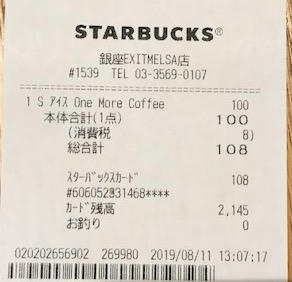 STARBUCKS®
銀座EXITMELSA店
#1539 TEL 03-3569-0107
1 S アイス One More Coffee 100
本体合計(1点) 100
(消費税 8)
総合計 108
スターバックスカード 108
#606052331468****
カード残高 2,145
お釣り 0
020202656902 269980 2019/08/11 13:07:17